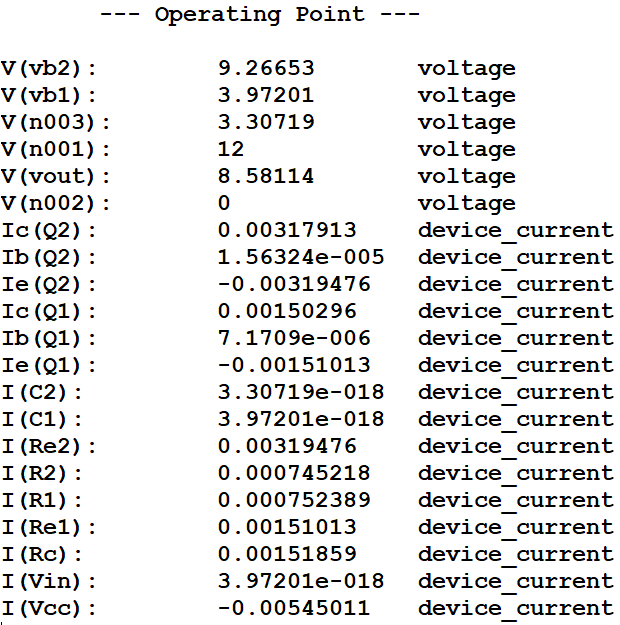 --- Operating Point ---
V(vb2): 9.26653 voltage
V(vb1): 3.97201 voltage
V(n003): 3.30719 voltage
V(n001): 12 voltage
V(vout): 8.58114 voltage
V(n002): 0 voltage
Ic(Q2): 0.00317913 device_current
Ib(Q2): 1.56324e-005 device_current
Ie(Q2): -0.00319476 device_current
Ic(Q1): 0.00150296 device_current
Ib(Q1): 7.1709e-006 device_current
Ie(Q1): -0.00151013 device_current
I(C2): 3.30719e-018 device_current
I(C1): 3.97201e-018 device_current
I(Re2): 0.00319476 device_current
I(R2): 0.000745218 device_current
I(R1): 0.000752389 device_current
I(Re1): 0.00151013 device_current
I(Rc): 0.00151859 device_current
I(Vin): 3.97201e-018 device_current
I(Vcc): -0.00545011 device_current